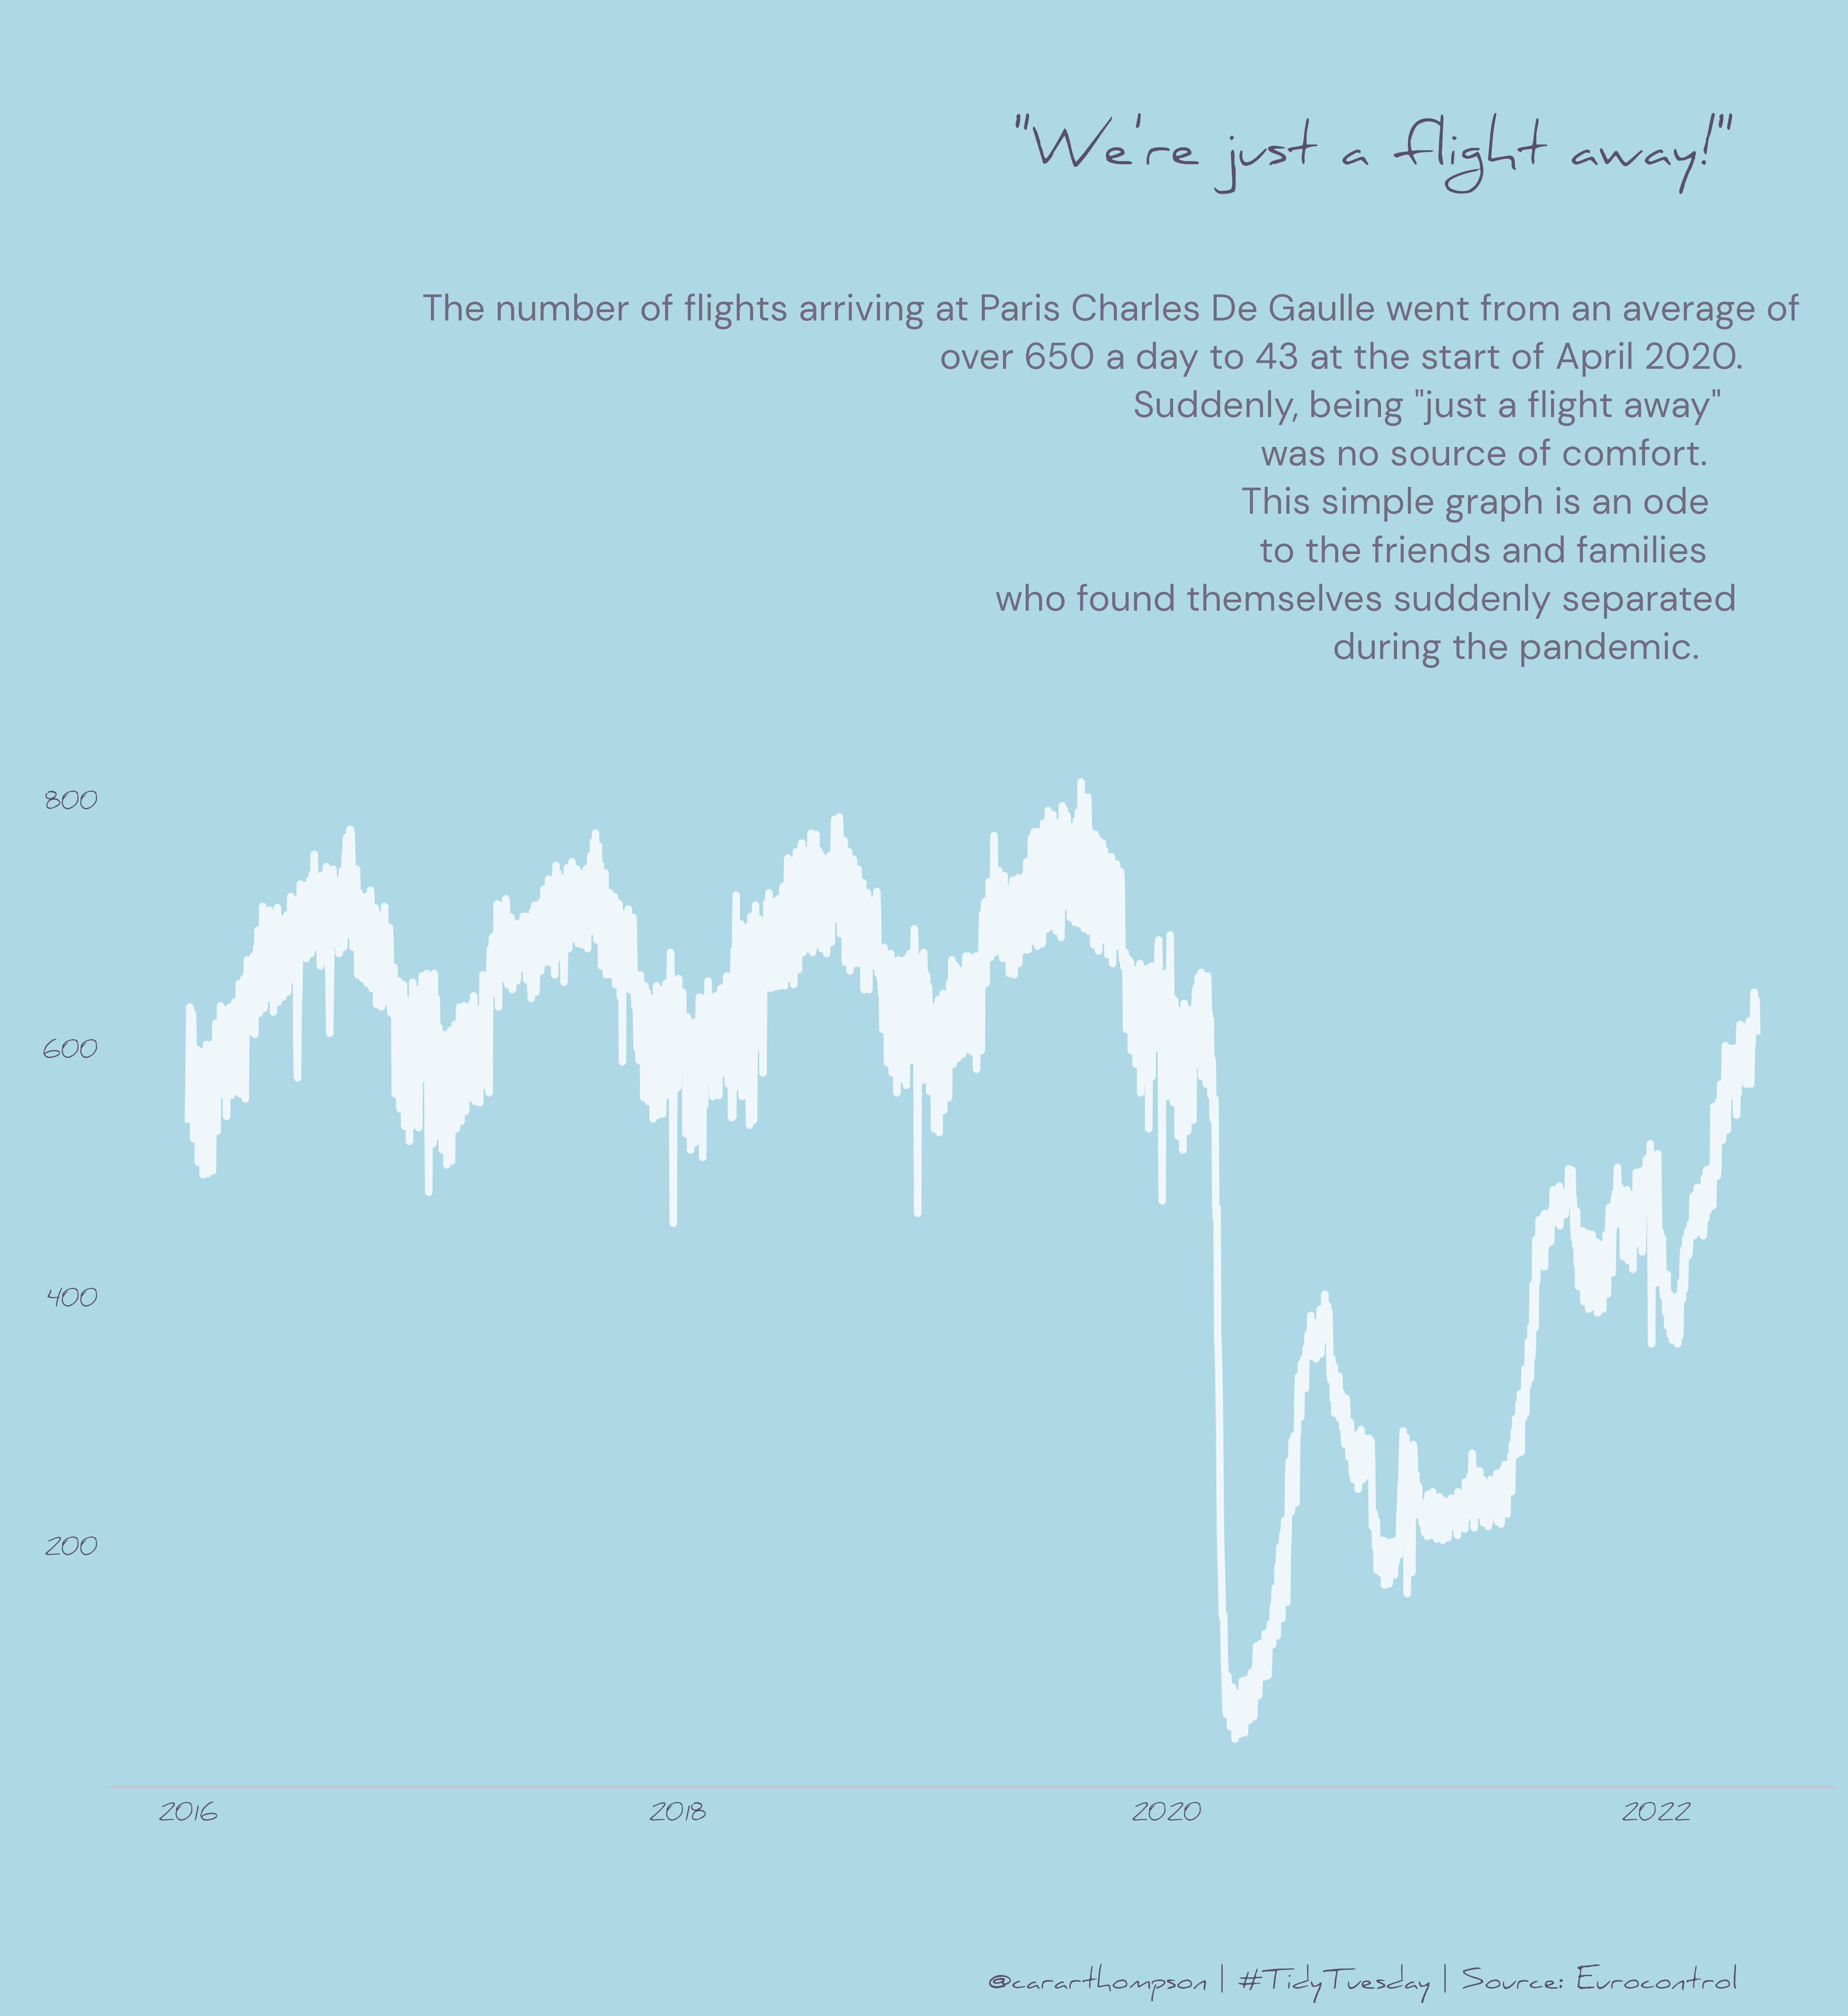 "We're just a flight away!"
The number of flights arriving at Paris Charles De Gaulle went from an average of
over 650 a day to 43 at the start of April 2020.
Suddenly, being "just a flight away"
was no source of comfort.
This simple graph is an ode
to the friends and families
who found themselves suddenly separated
during the pandemic.
800
600
400
200
2016 2018 2020 2022
@cararthompson | #TidyTuesday | Source: Eurocontrol